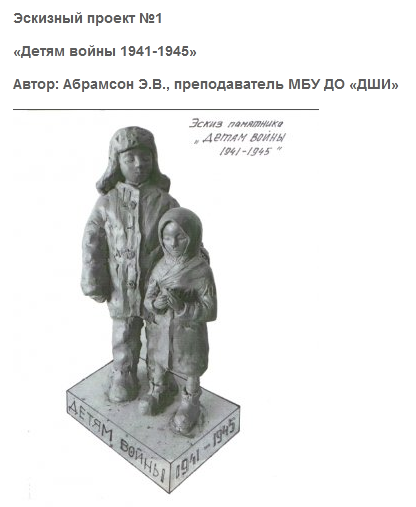 Эскизный проект №1
«Детям войны 1941-1945»
Автор: Абрамсон Э.В., преподаватель МБУ ДО «ДШИ»
Эскиз памятника
„Детям войны
1941-1945"
ДЕТЯМ ВОЙНЫ
1941-1945